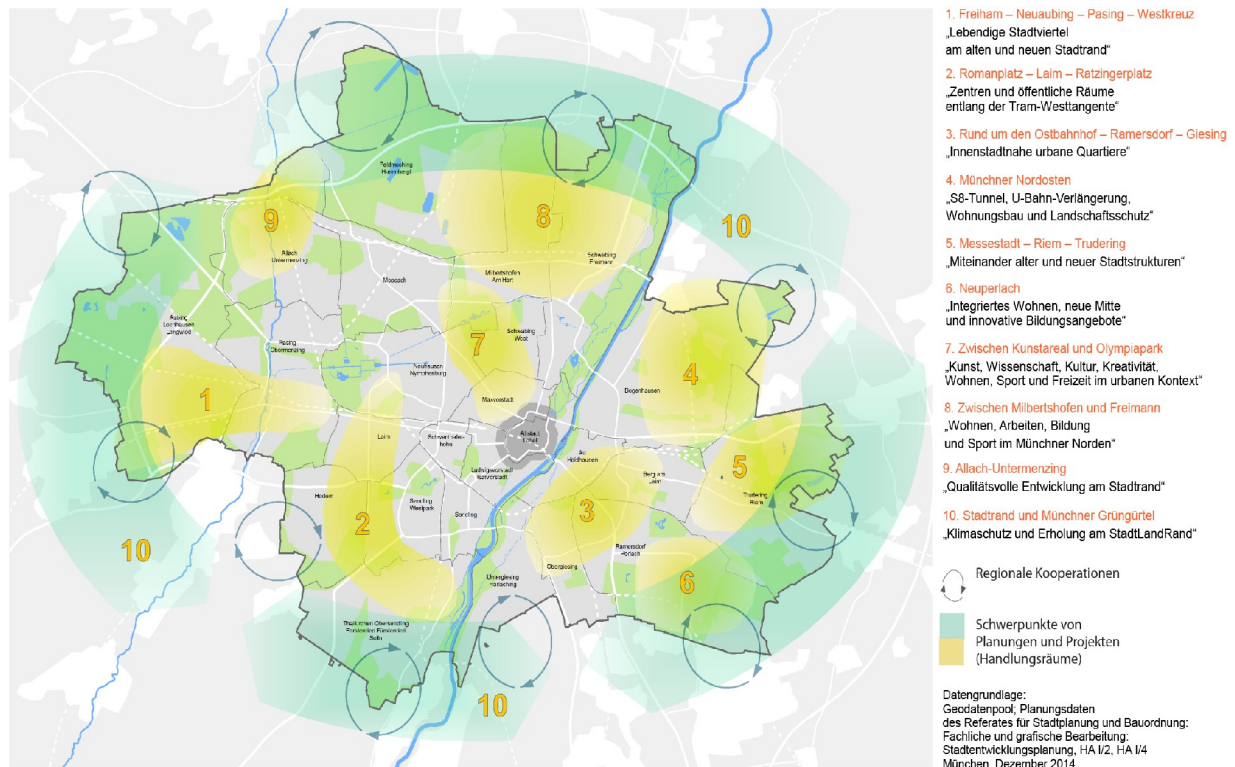 1. Freiham – Neuaubing – Pasing – Westkreuz
„Lebendige Stadtviertel
am alten und neuen Stadtrand“
2. Romanplatz – Laim – Ratzingerplatz
„Zentren und öffentliche Räume
entlang der Tram-Westtangente“
3. Rund um den Ostbahnhof – Ramersdorf – Giesing
„Innenstadtnahe urbane Quartiere“
4. Münchner Nordosten
„S8-Tunnel, U-Bahn-Verlängerung,
Wohnungsbau und Landschaftsschutz“
5. Messestadt – Riem – Trudering
„Miteinander alter und neuer Stadtstrukturen“
6. Neuperlach
„Integriertes Wohnen, neue Mitte
und innovative Bildungsangebote“
7. Zwischen Kunstareal und Olympiapark
„Kunst, Wissenschaft, Kultur, Kreativität,
Wohnen, Sport und Freizeit im urbanen Kontext“
8. Zwischen Milbertshofen und Freimann
„Wohnen, Arbeiten, Bildung
und Sport im Münchner Norden“
9. Allach-Untermenzing
„Qualitätsvolle Entwicklung am Stadtrand“
10. Stadtrand und Münchner Grüngürtel
„Klimaschutz und Erholung am StadtLandRand“
Regionale Kooperationen
Schwerpunkte von
Planungen und Projekten
(Handlungsräume)
Datengrundlage:
Geodatenpool; Planungsdaten
des Referates für Stadtplanung und Bauordnung:
Fachliche und grafische Bearbeitung:
Stadtentwicklungsplanung, HA I/2, HA I/4
München, Dezember 2014
Feldmoching
Hasenbergl
9
8
10
Allach
Untermenzing
Schwabing
Freimann
Moosach
Milbertshofen
Am Hart
Aubing
Lochhausen
Langwied
Pasing
Obermenzing
7
Schwabing
West
Neuhausen
Nymphenburg
4
Bogenhausen
1
Maxvorstadt
Laim
Schwanthaler-
höhe
Altstadt
Lehel
Au
Haidhausen
Ludwigsvorstadt
Isarvorstadt
Berg am
Laim
5
Trudering
Riem
Hadern
Sendling
Westpark
Sendling
2
3
10
Ramersdorf
Perlach
Obergiesing
Untergiesing
Harlaching
6
Thalkirchen Obersendling
Forstenried Fürstenried
Solln
10